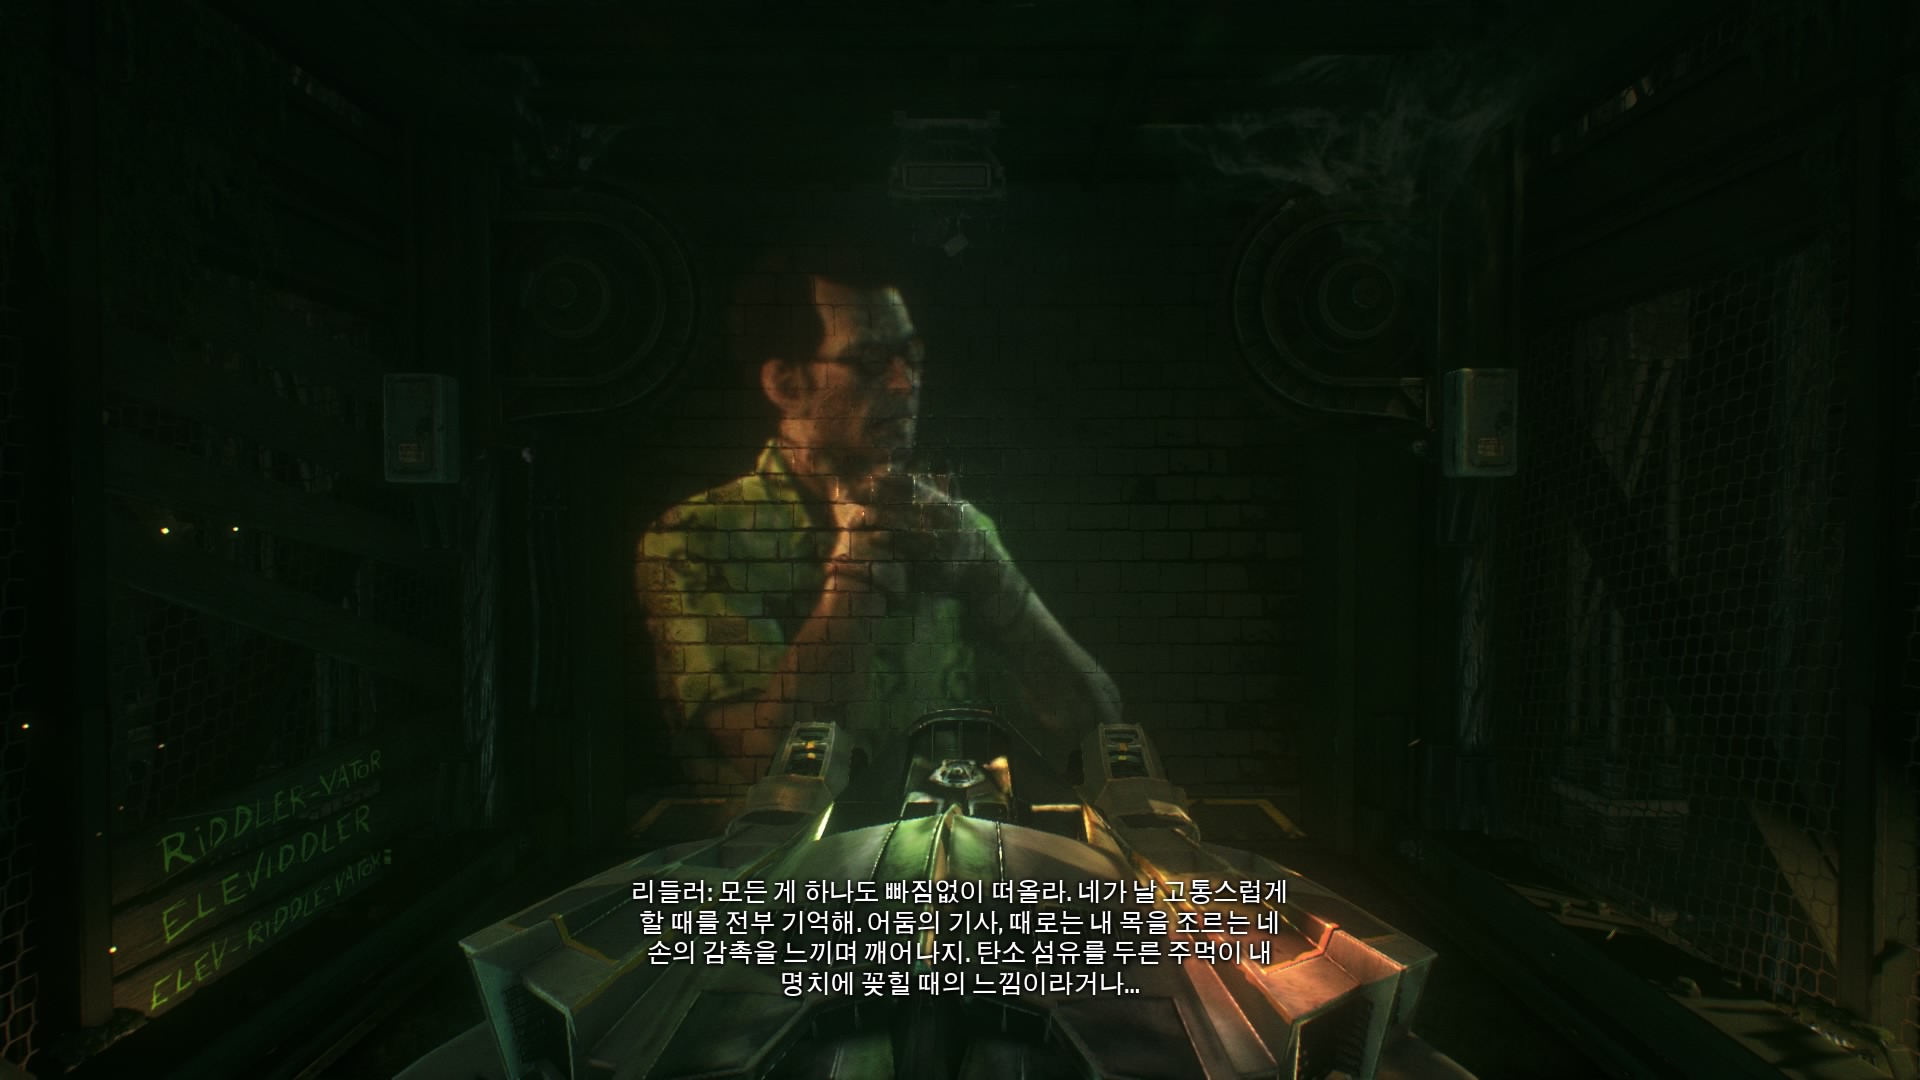 RiDDLER-VATOR
ELEViDDLER
ELEV-RiDDLE-VATOR
리들러: 모든 게 하나도 빠짐없이 떠올라. 네가 날 고통스럽게
할 때를 전부 기억해. 어둠의 기사, 때로는 내 목을 조르는 네
손의 감촉을 느끼며 깨어나지. 탄소 섬유를 두른 주먹이 내
명치에 꽂힐 때의 느낌이라거나...